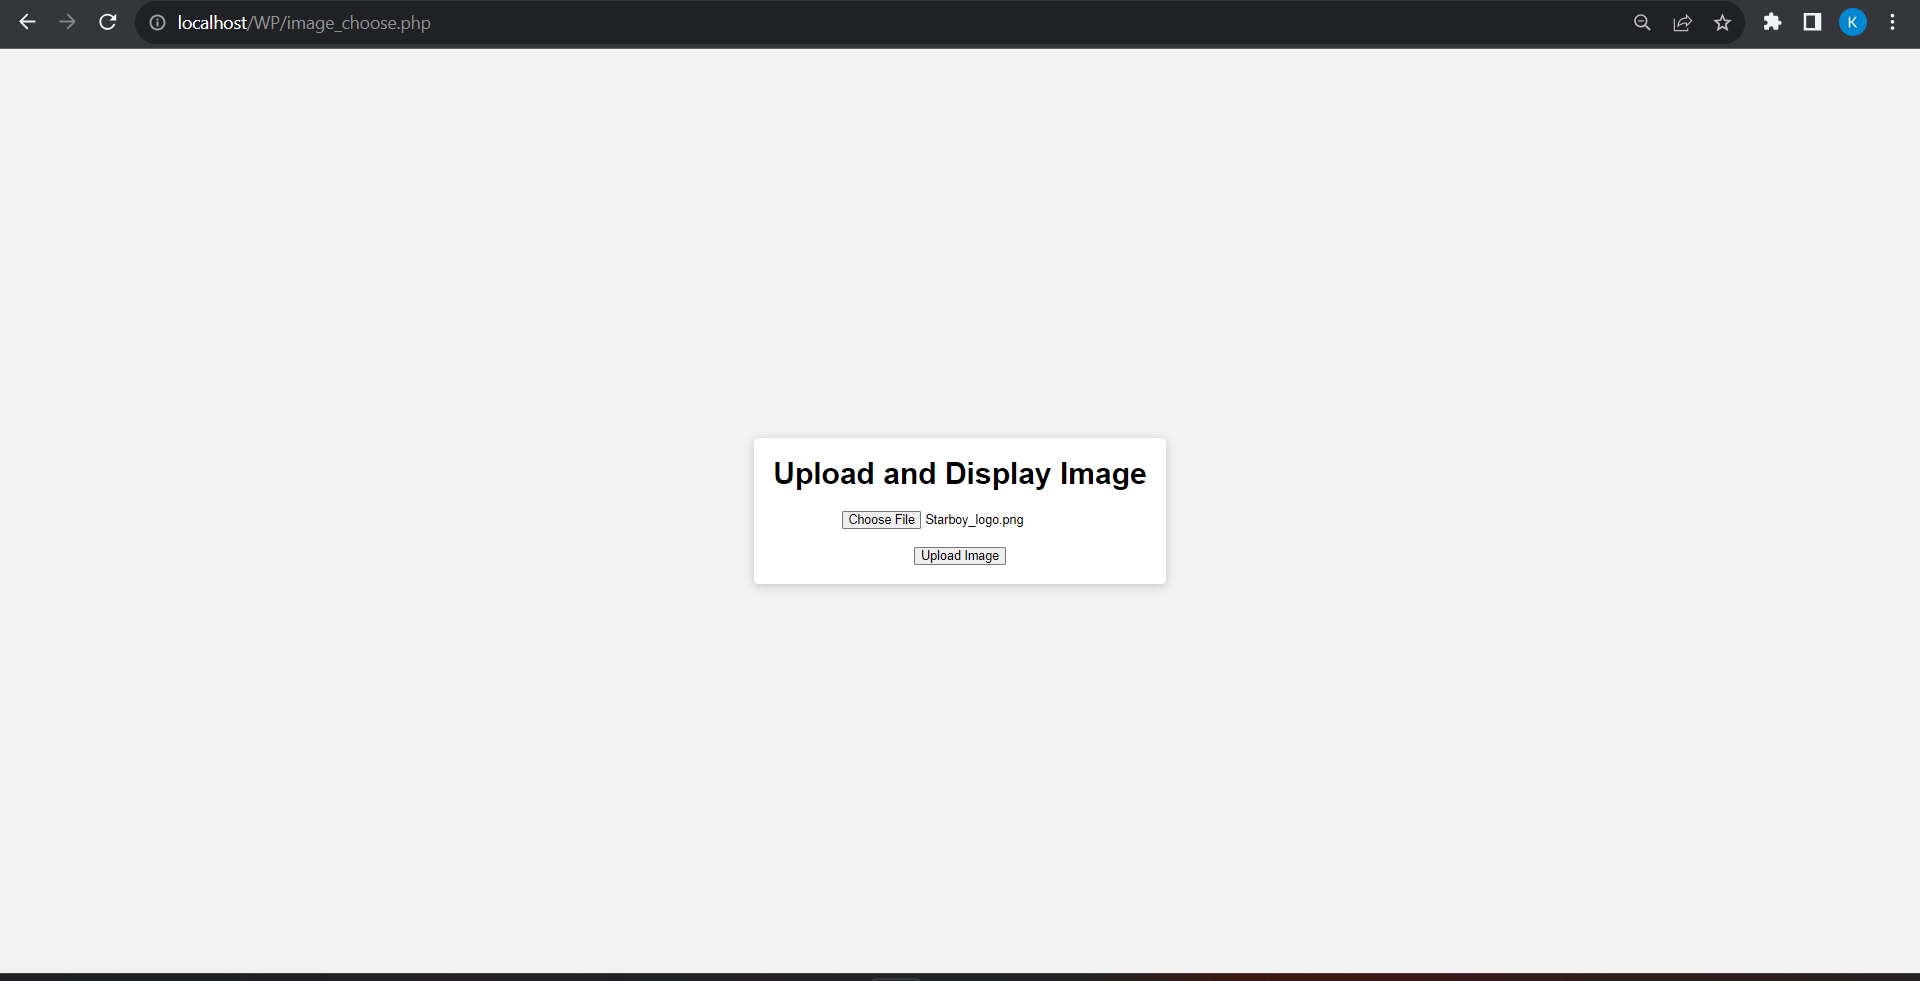 localhost/WP/image_choose.php
K
Upload and Display Image
Choose File Starboy_logo.png
Upload Image